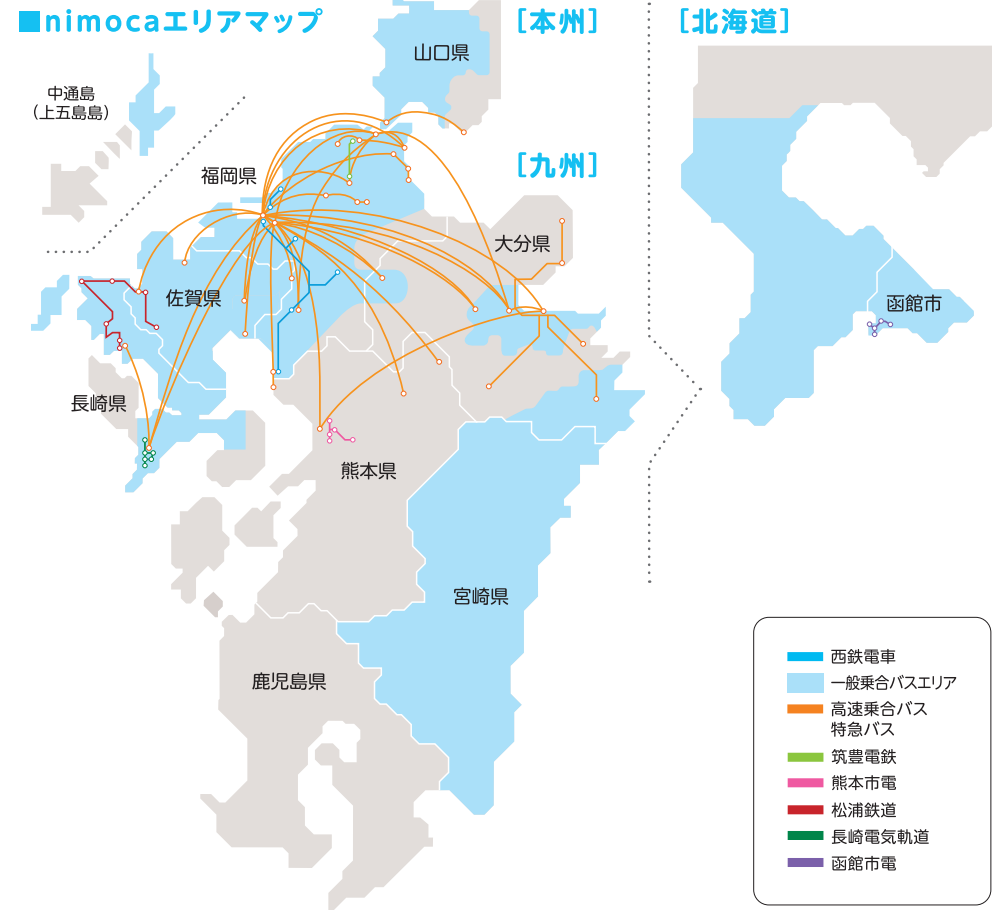 ■nimocaエリアマップ
[本州]
[北海道]
山口県
中通島
(上五島島)
[九州]
福岡県
大分県
佐賀県
函館市
長崎県
熊本県
宮崎県
鹿児島県
西鉄電車
一般乗合バスエリア
高速乗合バス
特急バス
筑豊電鉄
熊本市電
松浦鉄道
長崎電気軌道
函館市電